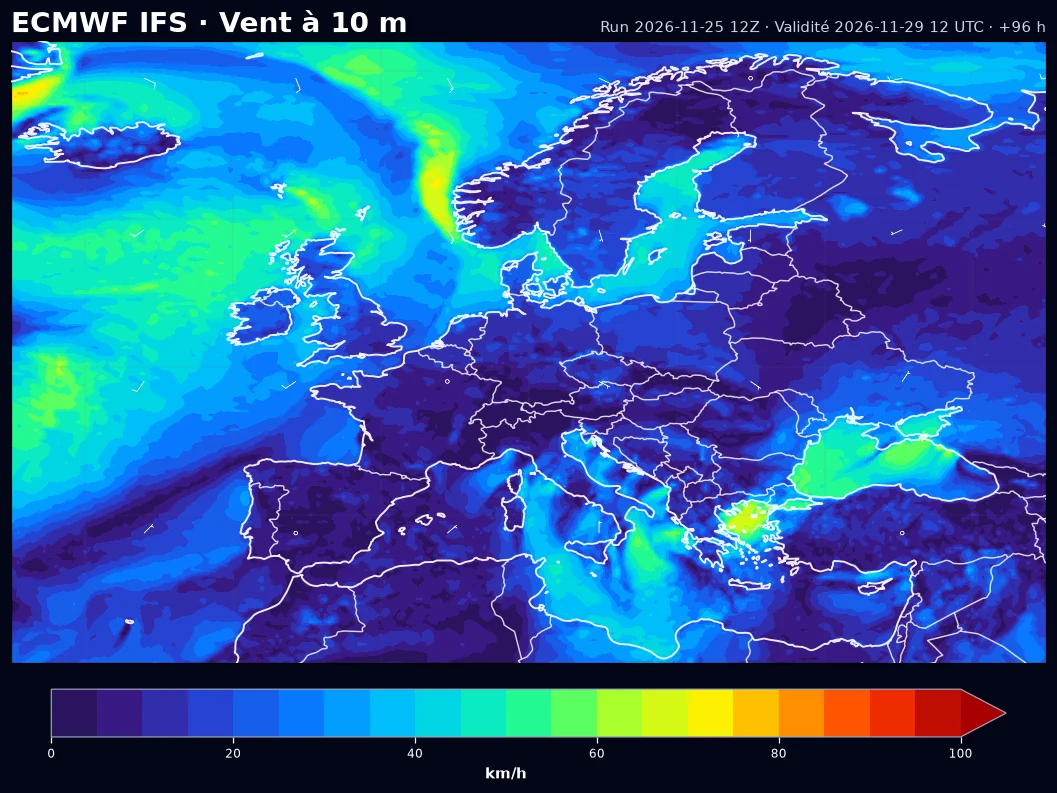 ECMWF IFS · Vent à 10 m
Run 2026-11-25 12Z · Validité 2026-11-29 12 UTC · +96 h
0 20 40 60 80 100
km/h